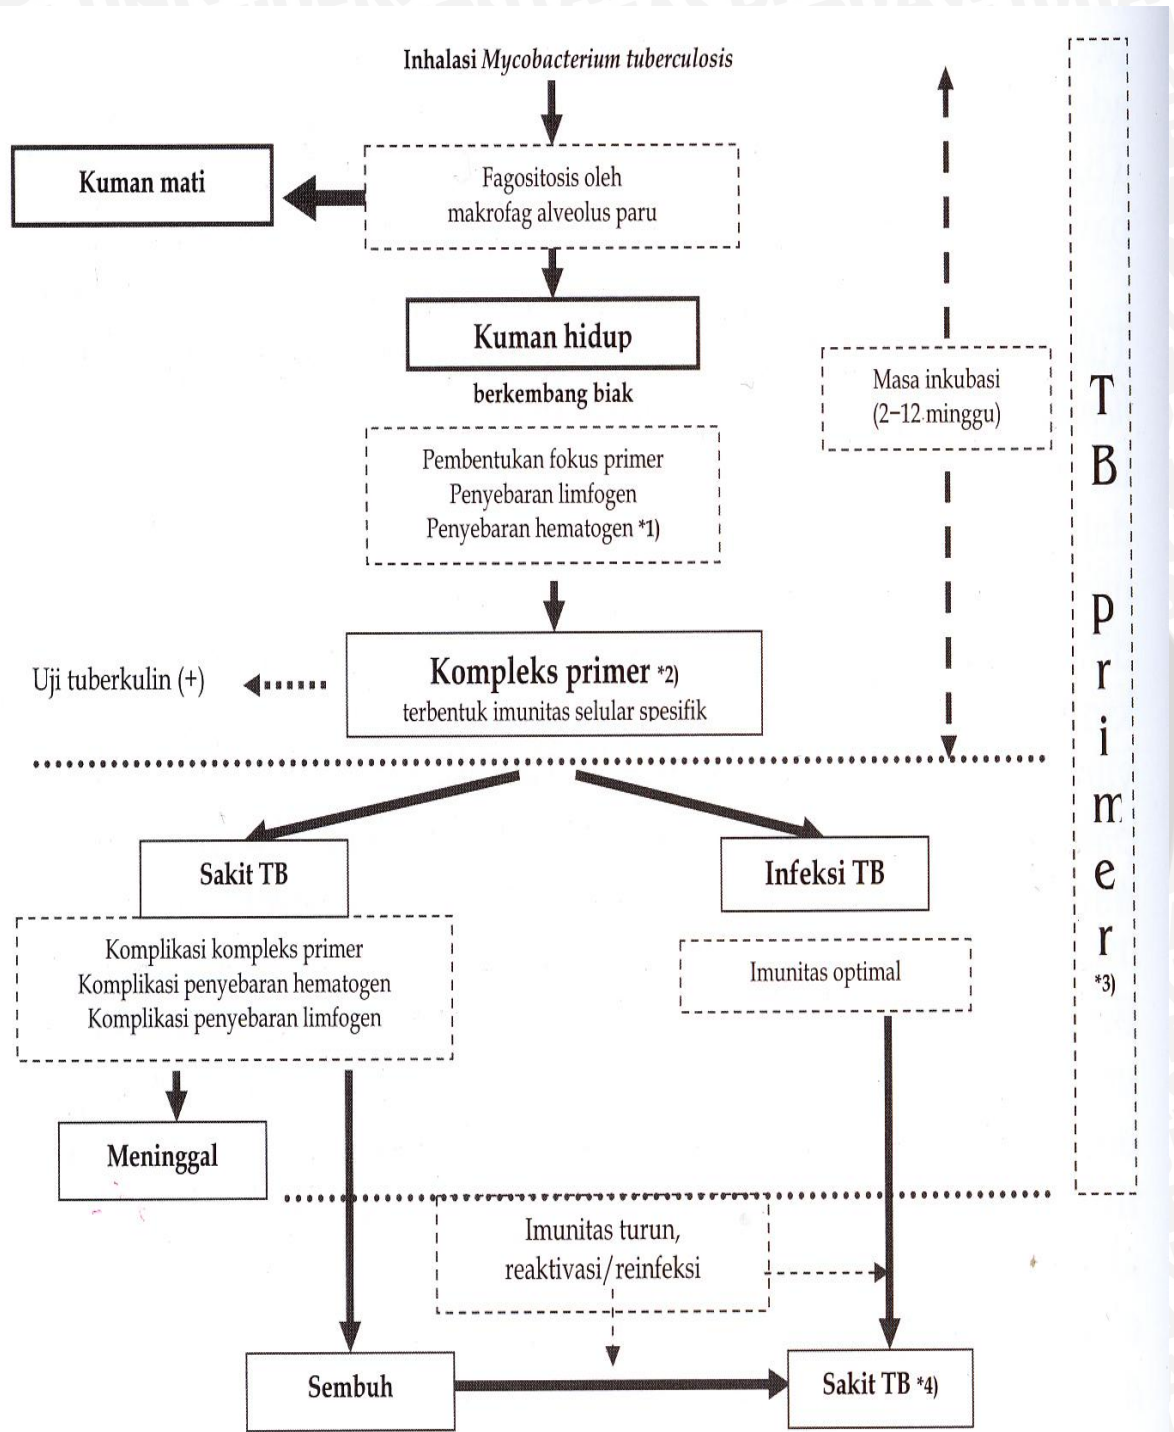 Inhalasi Mycobacterium tuberculosis
Kuman mati
Fagositosis oleh
makrofag alveolus paru
Kuman hidup
berkembang biak
Masa inkubasi
(2–12 minggu)
Pembentukan fokus primer
Penyebaran limfogen
Penyebaran hematogen *1)
Uji tuberkulin (+)
Kompleks primer *2)
terbentuk imunitas selular spesifik
Sakit TB
Infeksi TB
Komplikasi kompleks primer
Komplikasi penyebaran hematogen
Komplikasi penyebaran limfogen
Imunitas optimal
Meninggal
Imunitas turun,
reaktivasi/reinfeksi
Sembuh
Sakit TB *4)
TB primer
*3)